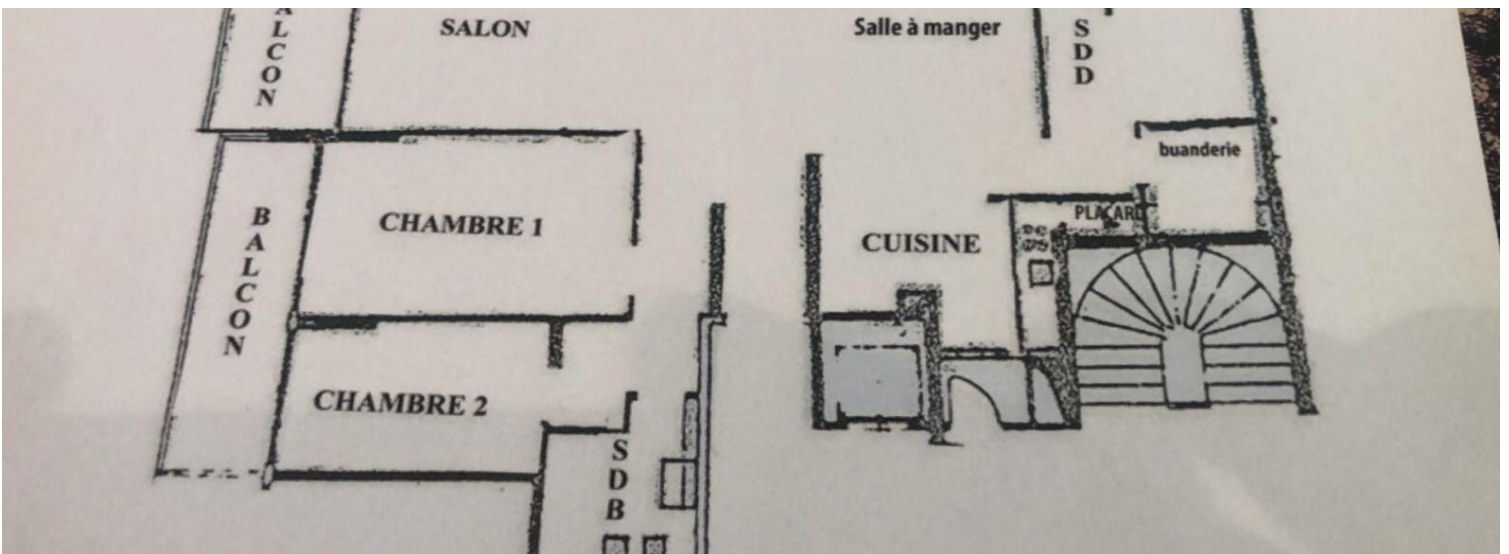 BALCON
SALON
Salle à manger
SDD
buanderie
BALCON
CHAMBRE 1
PLACARD
CUISINE
CHAMBRE 2
SDB